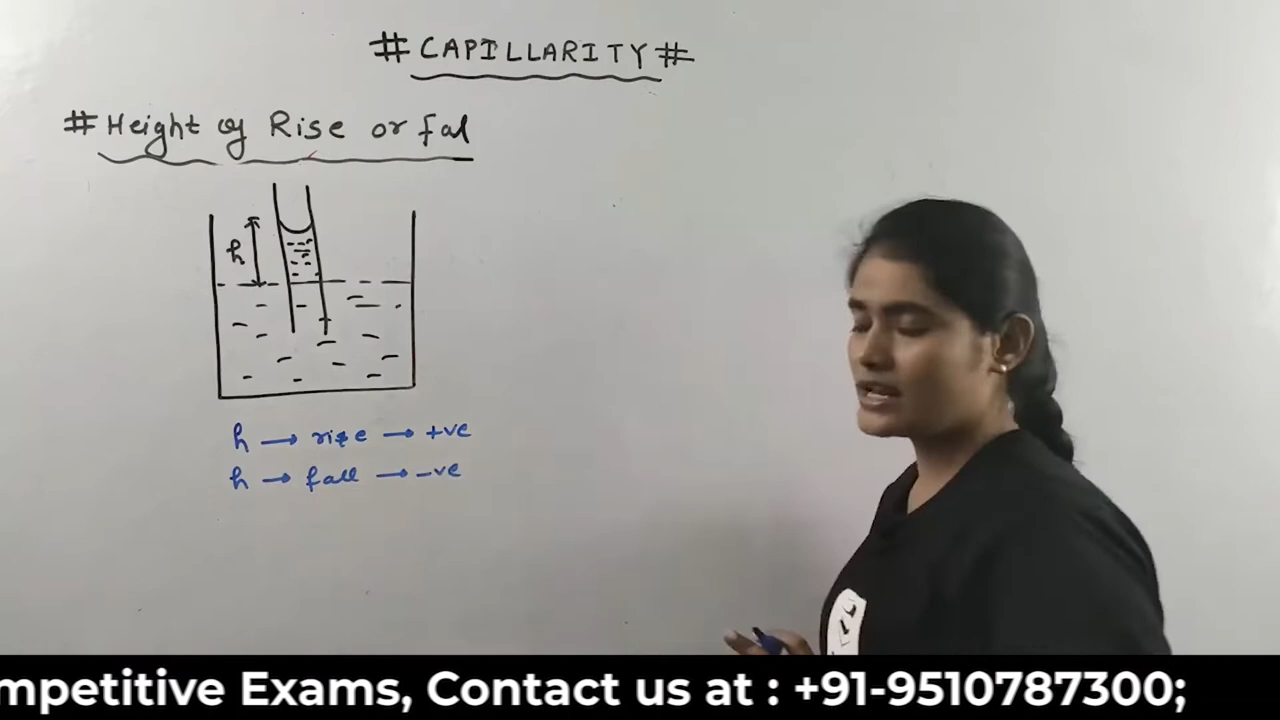 # CAPILLARITY #
# Height of Rise or fal
h
h → rise → +ve
h → fall → -ve
mpetitive Exams, Contact us at : +91-9510787300;